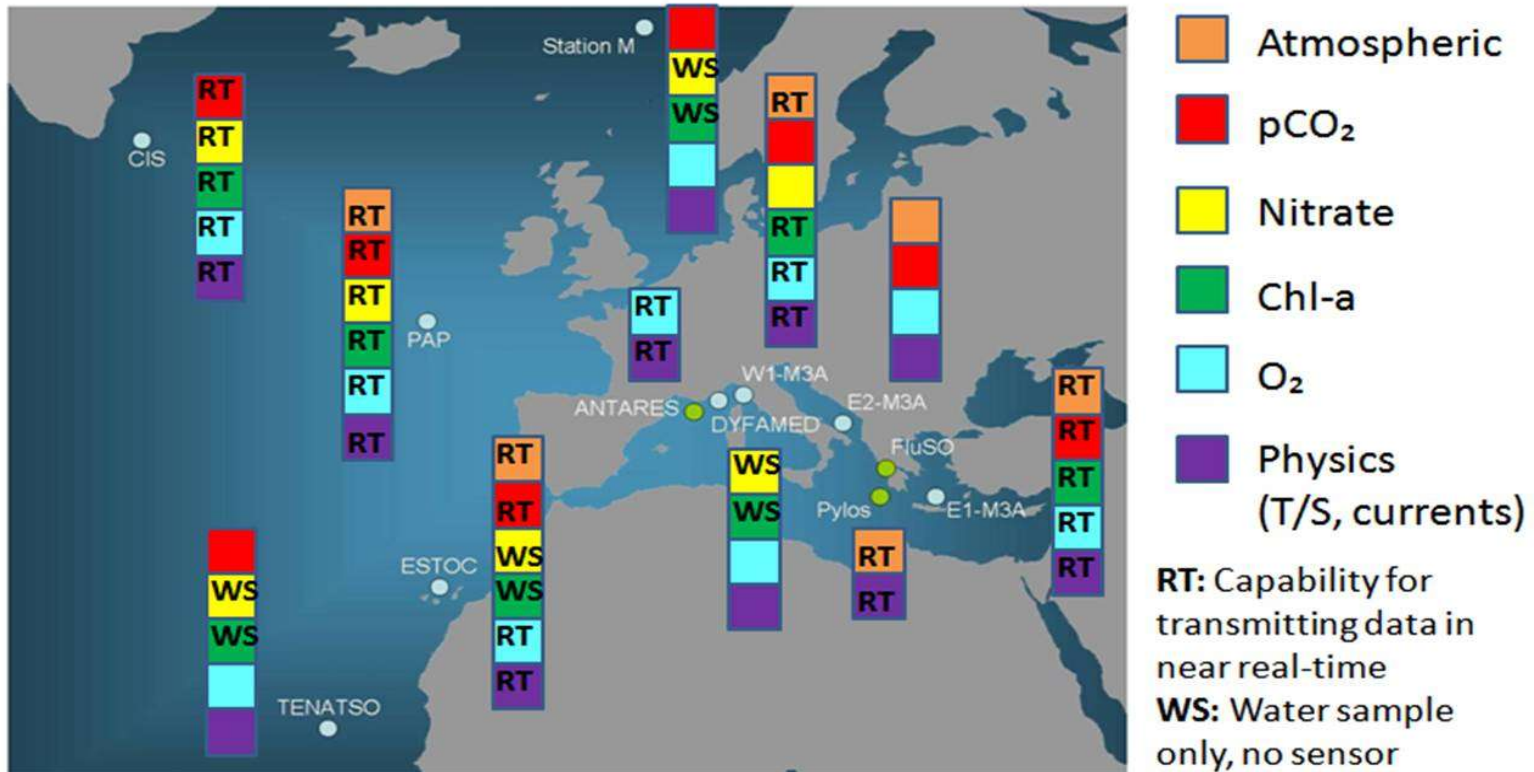 Station M
CIS
PAP
ANTARES
W1-M3A
DYFAMED
E2-M3A
FluSO
Pylos
E1-M3A
ESTOC
TENATSO
RT
RT
RT
RT
RT
RT
RT
RT
RT
RT
RT
WS
WS
RT
RT
RT
RT
RT
RT
RT
RT
WS
WS
RT
RT
WS
WS
RT
RT
RT
RT
RT
RT
RT
WS
WS
Atmospheric
pCO₂
Nitrate
Chl-a
O₂
Physics
(T/S, currents)
RT: Capability for
transmitting data in
near real-time
WS: Water sample
only, no sensor